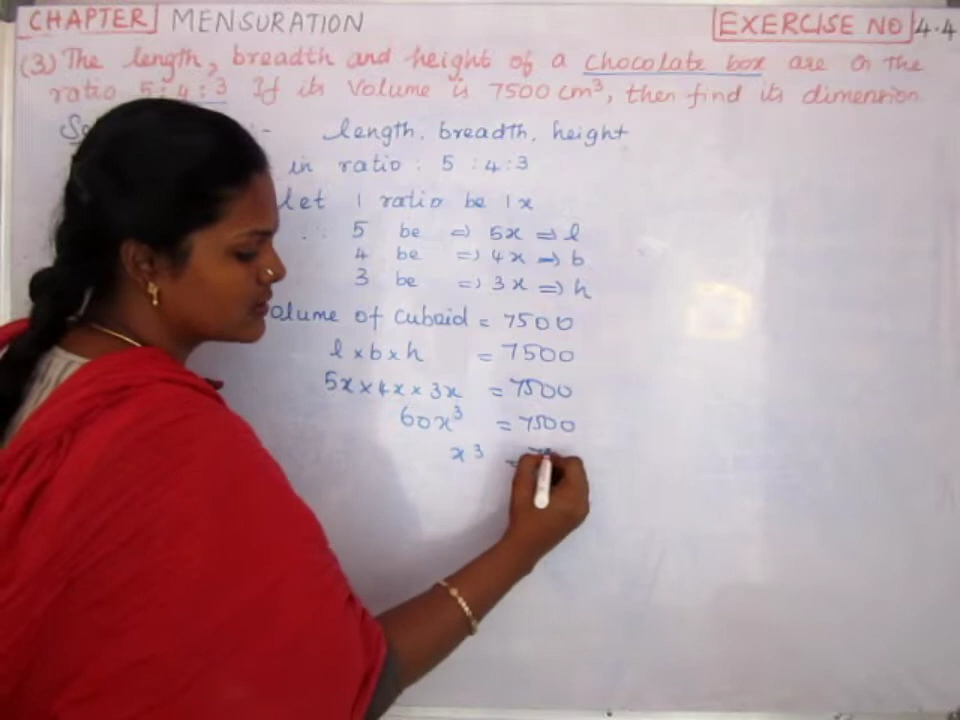 CHAPTER MENSURATION EXERCISE NO 4.4
(3) The length, breadth and height of a chocolate box are in the
ratio 5:4:3 If its Volume is 7500 cm³, then find its dimension
:- length, breadth, height
in ratio : 5 : 4 : 3
let 1 ratio be 1x
∴ 5 be ⇒ 5x ⇒ l
4 be ⇒ 4x → b
3 be ⇒ 3x ⇒ h
olume of cuboid = 7500
l × b × h = 7500
5x × 4x × 3x = 7500
60x³ = 7500
x³ =